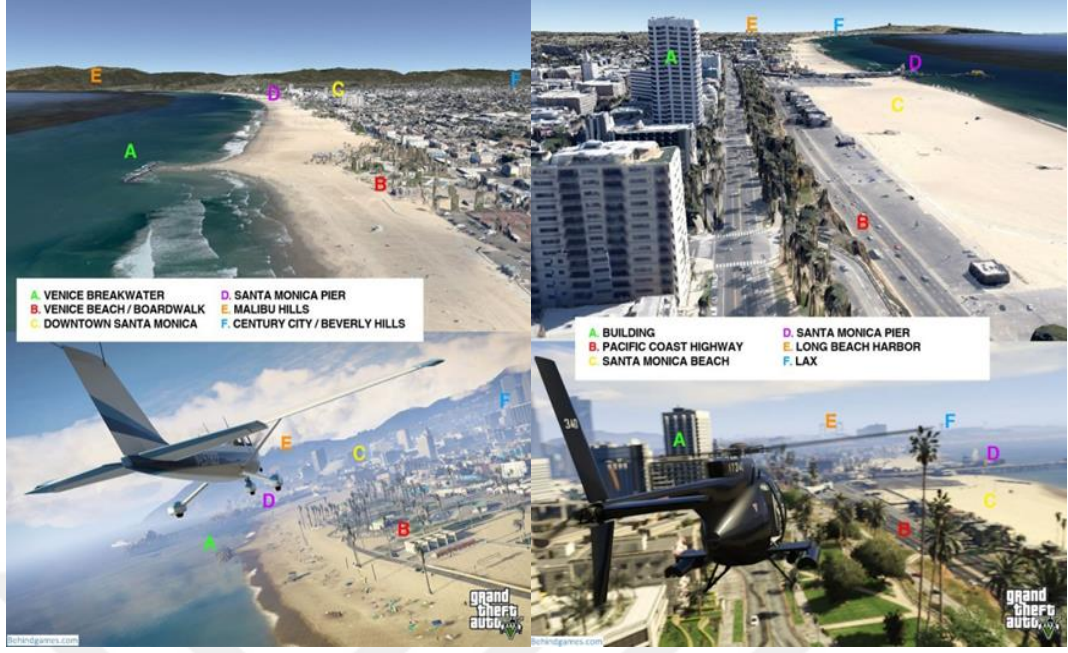 E
D
C
F
A
B
A. VENICE BREAKWATER
B. VENICE BEACH / BOARDWALK
C. DOWNTOWN SANTA MONICA
D. SANTA MONICA PIER
E. MALIBU HILLS
F. CENTURY CITY / BEVERLY HILLS
F
E
C
D
B
A
grand
theft
auto V
Behindgames.com
E
F
A
D
C
B
A. BUILDING
B. PACIFIC COAST HIGHWAY
C. SANTA MONICA BEACH
D. SANTA MONICA PIER
E. LONG BEACH HARBOR
F. LAX
340
E
F
A
D
1134
C
B
grand
theft
auto V
Behindgames.com